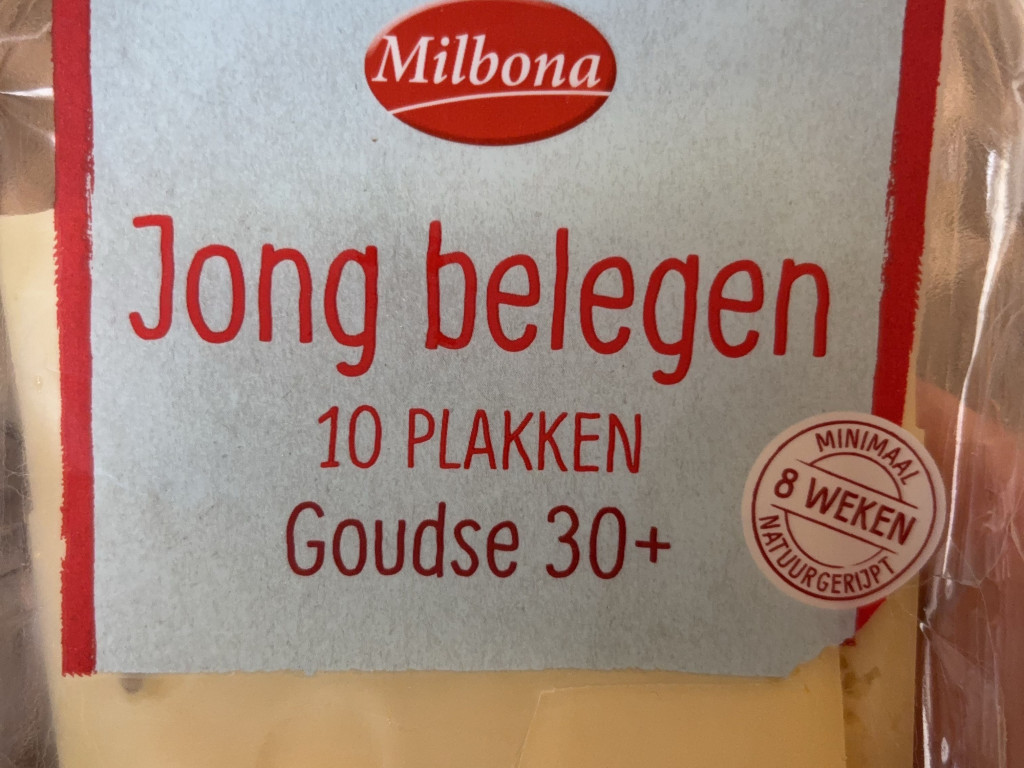 Milbona
Jong belegen
10 PLAKKEN
Goudse 30+
MINIMAAL
8 WEKEN
NATUURGERIJPT